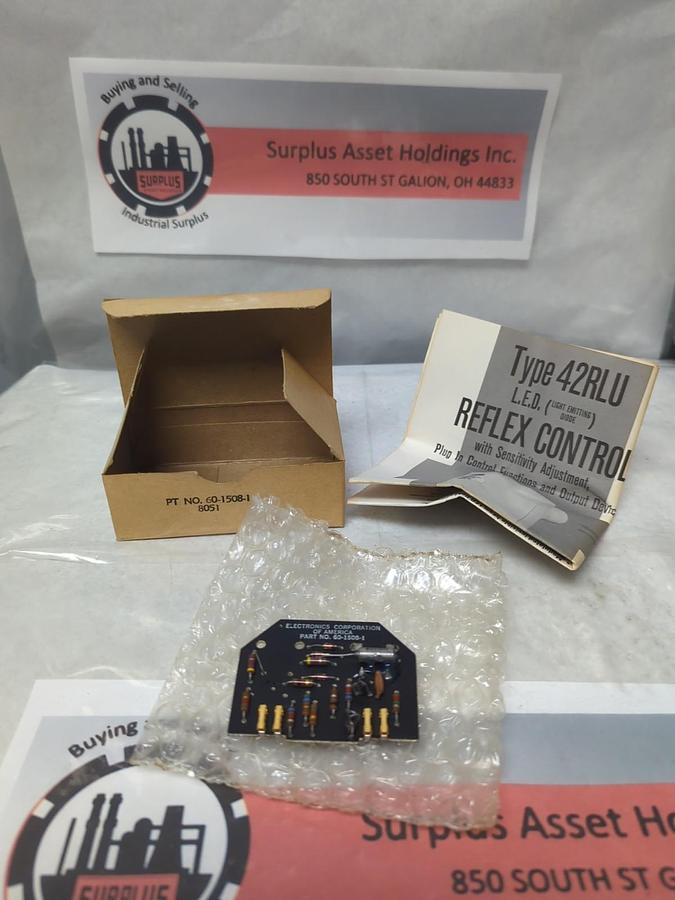 Buying and Selling
SURPLUS
Industrial Surplus
Surplus Asset Holdings Inc.
850 SOUTH ST GALION, OH 44833
PT NO. 60-1508-1
8051
Type 42RLU
L.E.D. (LIGHT EMITTING DIODE)
REFLEX CONTROL
with Sensitivity Adjustment,
Plug In Control Functions and Output Devic
ELECTRONICS CORPORATION
OF AMERICA
PART NO. 60-1508-1
Buying a
SURPLUS
Surplus Asset Ho
850 SOUTH ST G